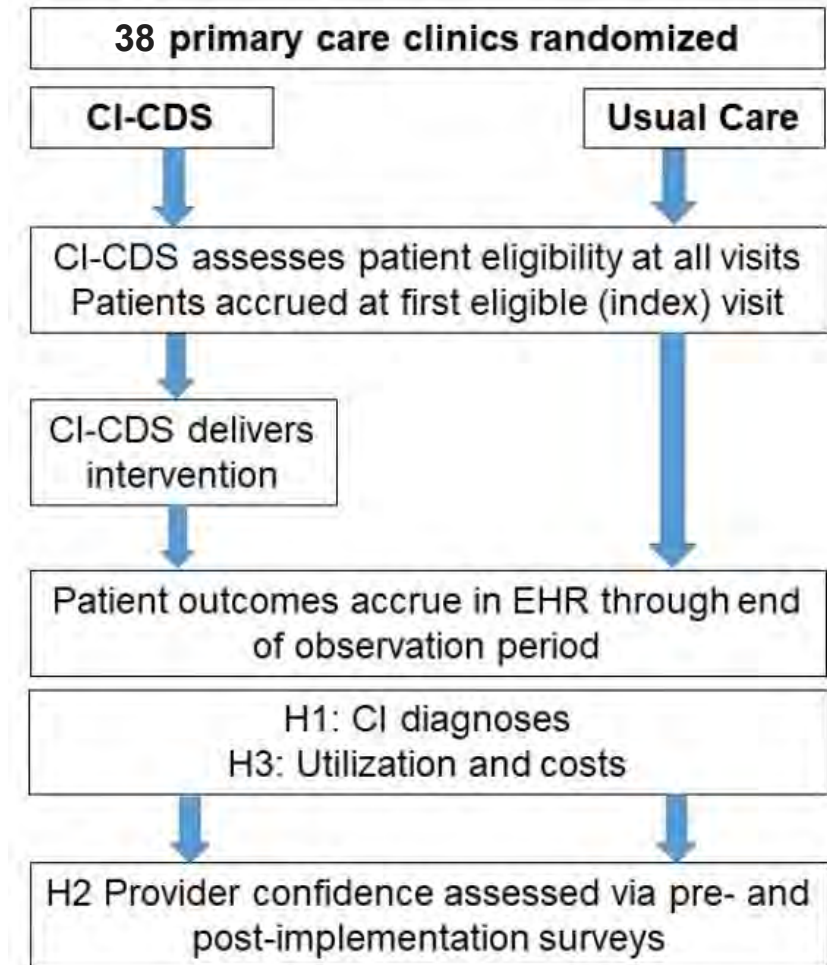 38 primary care clinics randomized
CI-CDS
Usual Care
CI-CDS assesses patient eligibility at all visits
Patients accrued at first eligible (index) visit
CI-CDS delivers
intervention
Patient outcomes accrue in EHR through end
of observation period
H1: CI diagnoses
H3: Utilization and costs
H2 Provider confidence assessed via pre- and
post-implementation surveys